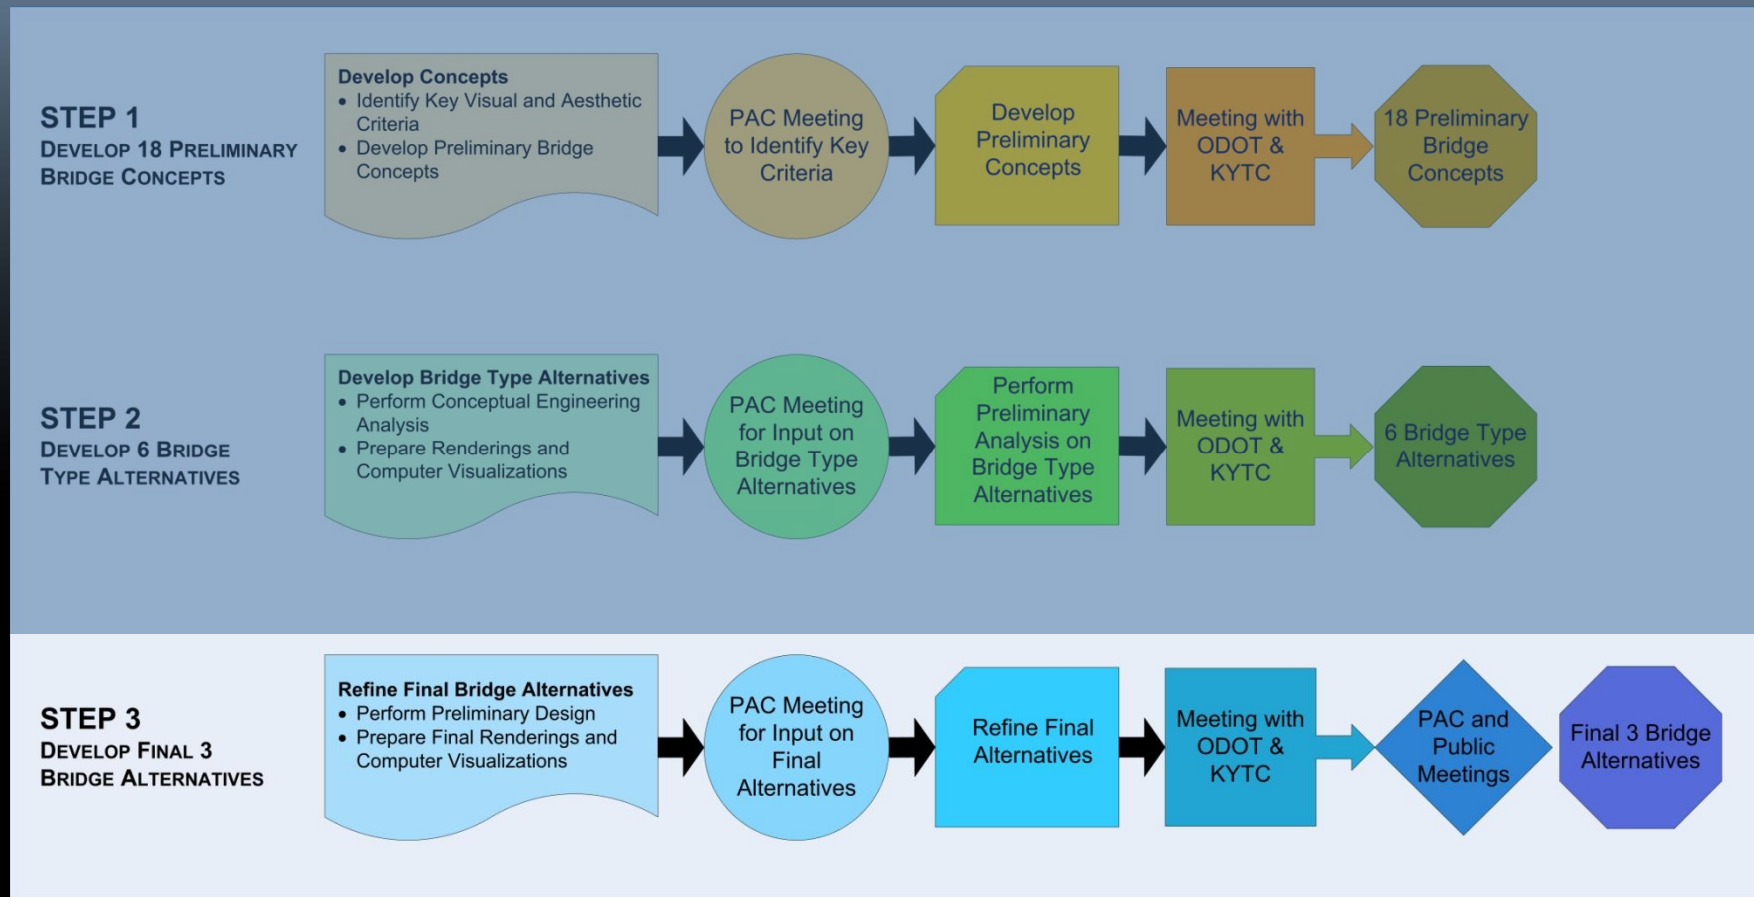 STEP 1
DEVELOP 18 PRELIMINARY
BRIDGE CONCEPTS
Develop Concepts
• Identify Key Visual and Aesthetic
Criteria
• Develop Preliminary Bridge
Concepts
PAC Meeting
to Identify Key
Criteria
Develop
Preliminary
Concepts
Meeting with
ODOT &
KYTC
18 Preliminary
Bridge
Concepts
STEP 2
DEVELOP 6 BRIDGE
TYPE ALTERNATIVES
Develop Bridge Type Alternatives
• Perform Conceptual Engineering
Analysis
• Prepare Renderings and
Computer Visualizations
PAC Meeting
for Input on
Bridge Type
Alternatives
Perform
Preliminary
Analysis on
Bridge Type
Alternatives
Meeting with
ODOT &
KYTC
6 Bridge Type
Alternatives
STEP 3
DEVELOP FINAL 3
BRIDGE ALTERNATIVES
Refine Final Bridge Alternatives
• Perform Preliminary Design
• Prepare Final Renderings and
Computer Visualizations
PAC Meeting
for Input on
Final
Alternatives
Refine Final
Alternatives
Meeting with
ODOT &
KYTC
PAC and
Public
Meetings
Final 3 Bridge
Alternatives